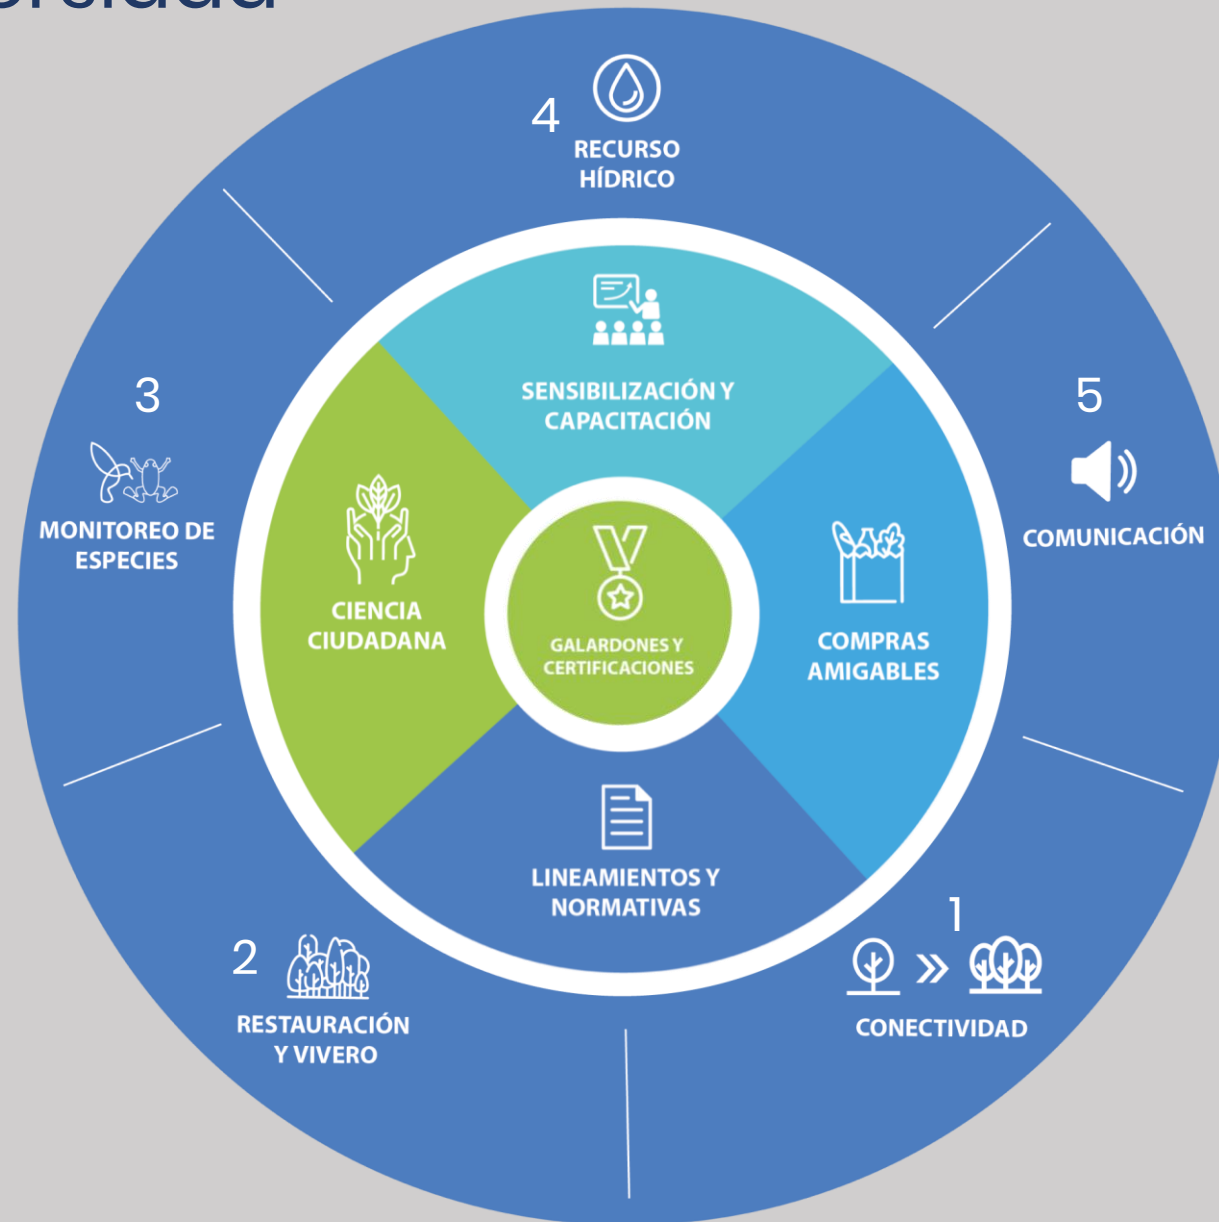 4
RECURSO
HÍDRICO
3
MONITOREO DE
ESPECIES
SENSIBILIZACIÓN Y
CAPACITACIÓN
5
COMUNICACIÓN
CIENCIA
CIUDADANA
GALARDONES Y
CERTIFICACIONES
COMPRAS
AMIGABLES
LINEAMIENTOS Y
NORMATIVAS
2
RESTAURACIÓN
Y VIVERO
1
CONECTIVIDAD